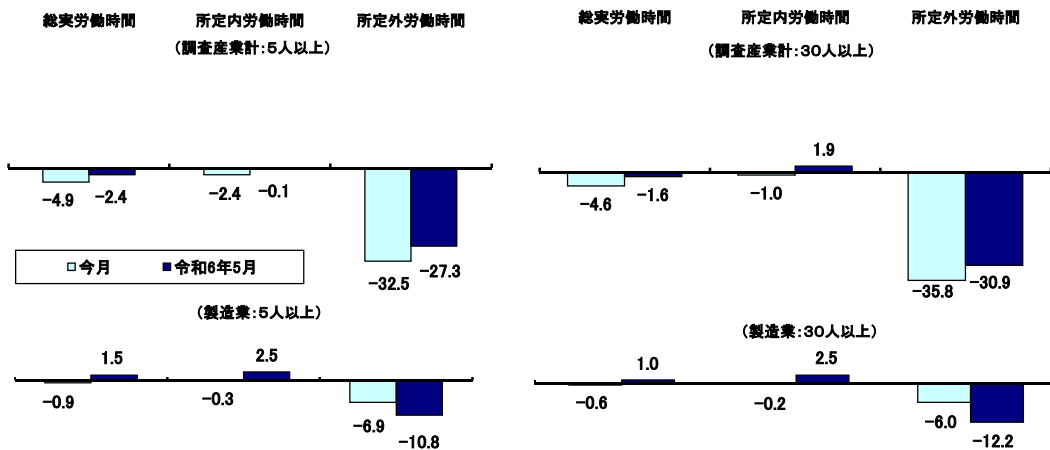 総実労働時間 所定内労働時間 所定外労働時間
（調査産業計：5人以上）
−4.9 −2.4 −2.4 −0.1 −32.5 −27.3
今月 令和6年5月
（製造業：5人以上）
1.5 2.5
−0.9 −0.3 −6.9 −10.8
総実労働時間 所定内労働時間 所定外労働時間
（調査産業計：30人以上）
1.9
−4.6 −1.6 −1.0 −35.8 −30.9
（製造業：30人以上）
1.0 2.5
−0.6 −0.2 −6.0 −12.2